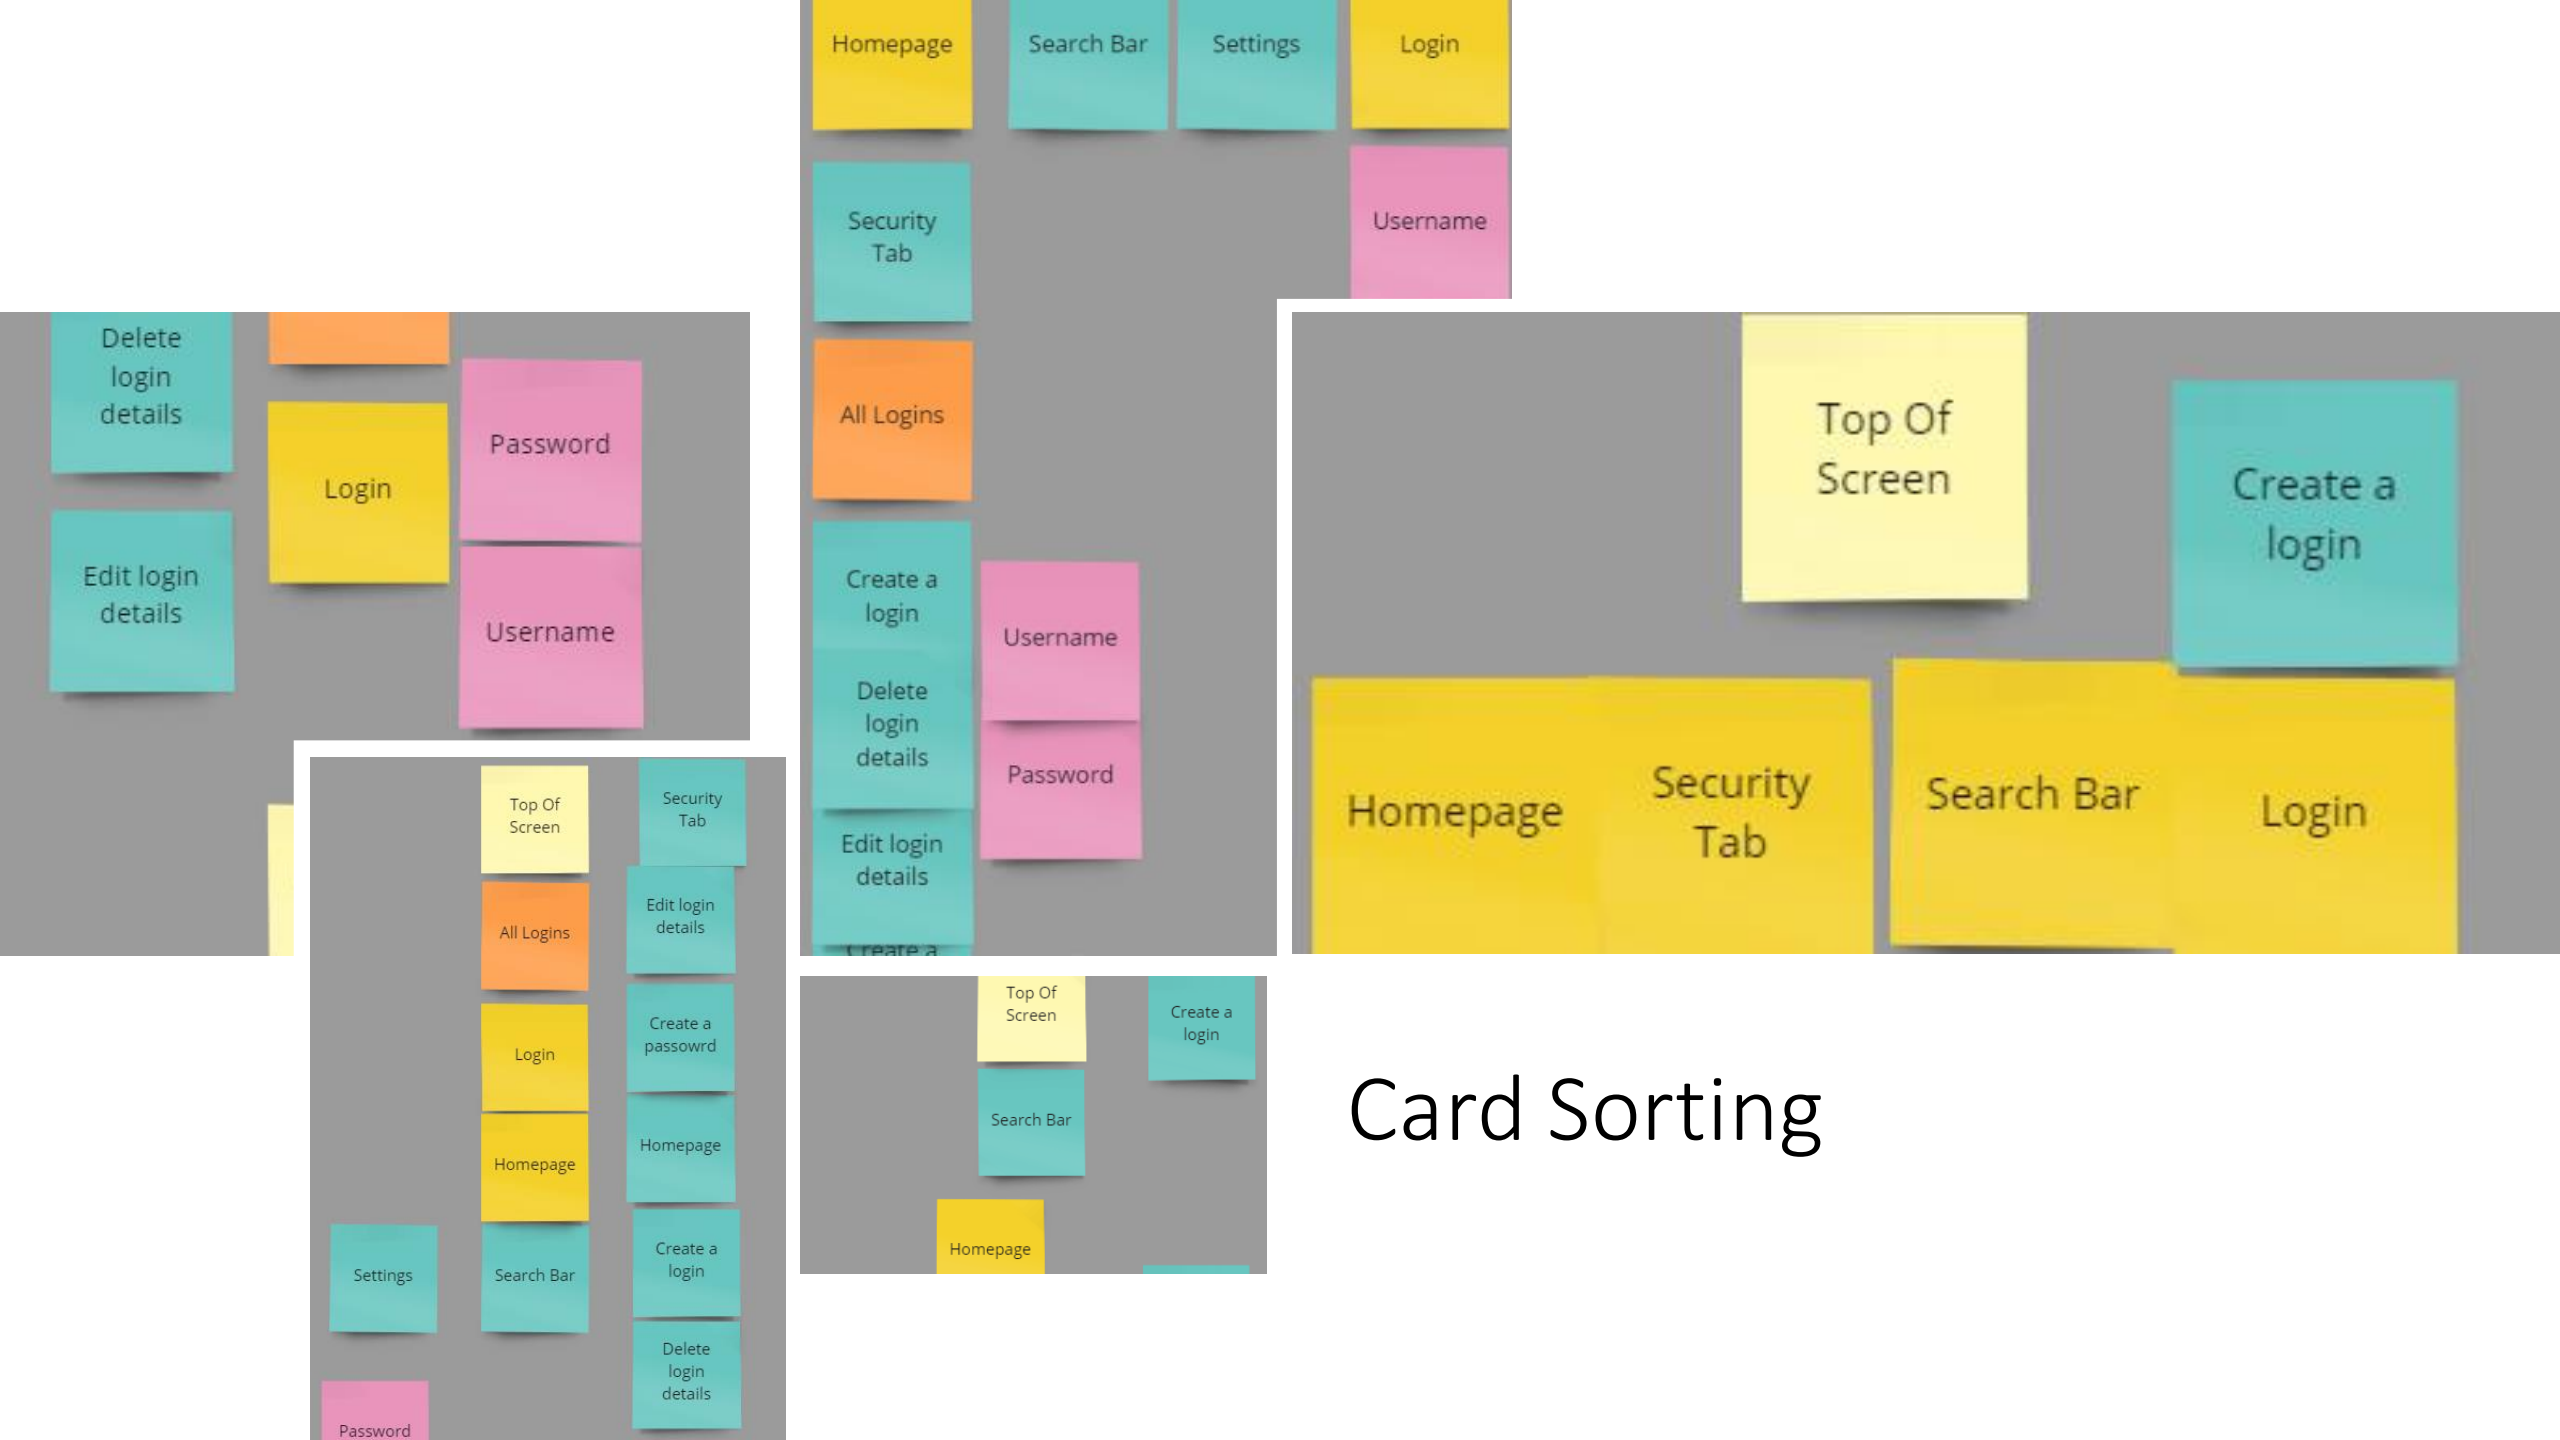 Homepage
Search Bar
Settings
Login
Security
Tab
Username
All Logins
Create a
login
Username
Delete
login
details
Password
Edit login
details
Create a
Delete
login
details
Password
Login
Edit login
details
Username
Top Of
Screen
Create a
login
Homepage
Security
Tab
Search Bar
Login
Top Of
Screen
Security
Tab
All Logins
Edit login
details
Login
Create a
passowrd
Homepage
Homepage
Settings
Search Bar
Create a
login
Delete
login
details
Password
Top Of
Screen
Create a
login
Search Bar
Homepage
Card Sorting